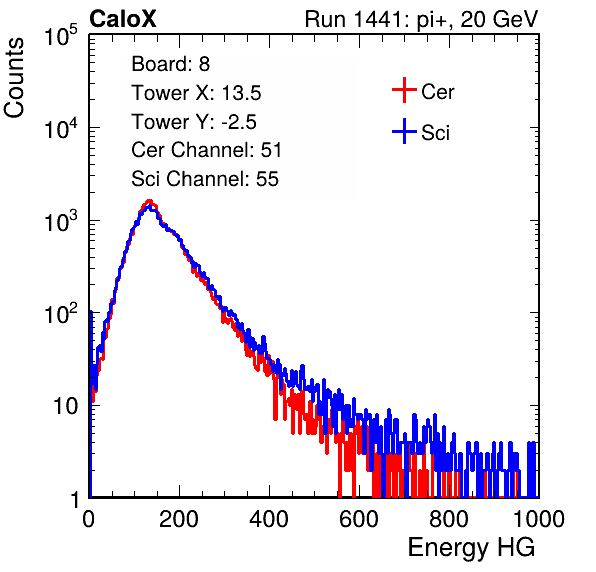 CaloX Run 1441: pi+, 20 GeV
Counts
10^5
10^4
10^3
10^2
10
1
Board: 8
Tower X: 13.5
Tower Y: -2.5
Cer Channel: 51
Sci Channel: 55
Cer
Sci
0 200 400 600 800 1000
Energy HG